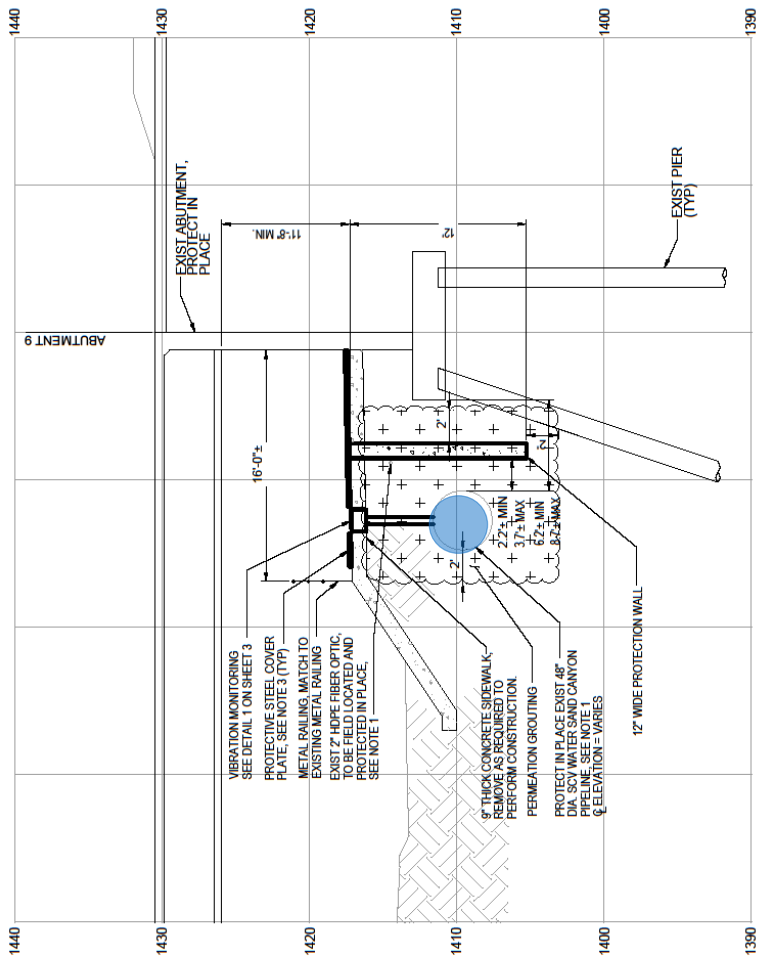 1440
1430
1420
1410
1400
1390
EXIST ABUTMENT,
PROTECT IN
PLACE
ABUTMENT 9
11'-8" MIN.
12'
EXIST PIER
(TYP)
16'-0"±
2'
2'
2'
2.2'± MIN
3.7'± MAX
6.2'± MIN
8.7'± MAX
VIBRATION MONITORING
SEE DETAIL 1 ON SHEET 3
PROTECTIVE STEEL COVER
PLATE, SEE NOTE 3 (TYP)
METAL RAILING, MATCH TO
EXISTING METAL RAILING
EXIST 2" HDPE FIBER OPTIC,
TO BE FIELD LOCATED AND
PROTECTED IN PLACE,
SEE NOTE 1
9" THICK CONCRETE SIDEWALK,
REMOVE AS REQUIRED TO
PERFORM CONSTRUCTION.
PERMEATION GROUTING
PROTECT IN PLACE EXIST 48"
DIA. SCV WATER SAND CANYON
PIPELINE, SEE NOTE 1
℄ ELEVATION = VARIES
12" WIDE PROTECTION WALL
1440
1430
1420
1410
1400
1390